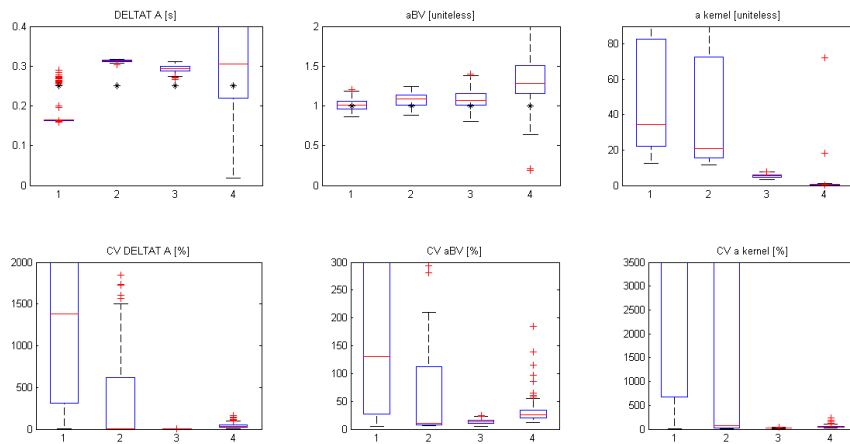 DELTAT A [s]
0.4
0.3
0.2
0.1
0
1 2 3 4
aBV [unitless]
2
1.5
1
0.5
0
1 2 3 4
a kernel [unitless]
80
60
40
20
0
1 2 3 4
CV DELTAT A [%]
2000
1500
1000
500
0
1 2 3 4
CV aBV [%]
300
250
200
150
100
50
0
1 2 3 4
CV a kernel [%]
3500
3000
2500
2000
1500
1000
500
0
1 2 3 4